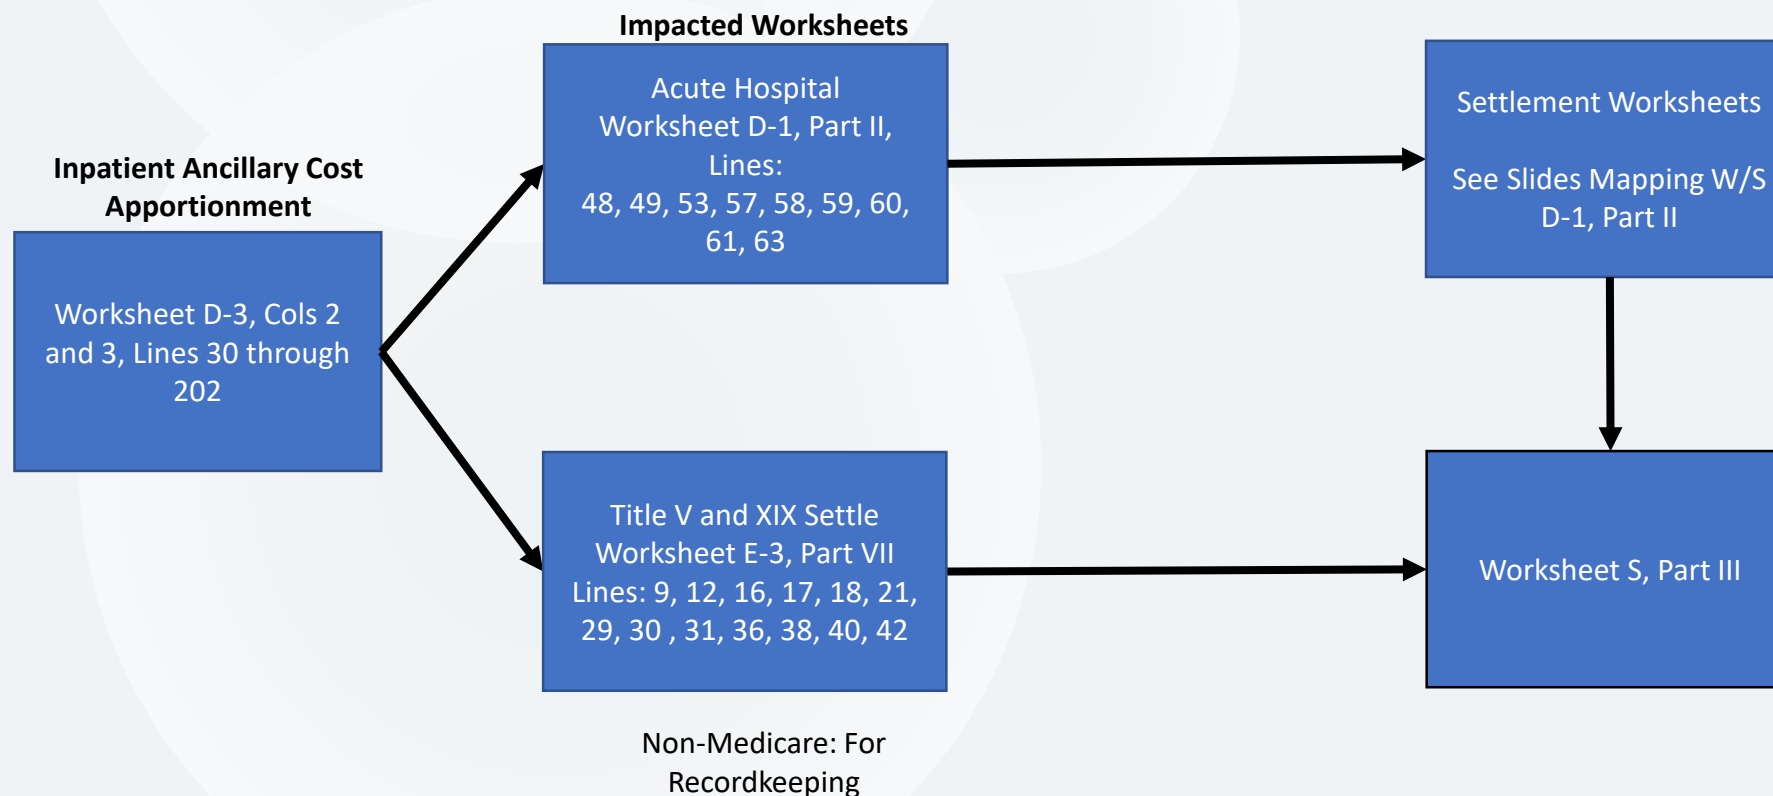 Impacted Worksheets
Inpatient Ancillary Cost
Apportionment
Worksheet D-3, Cols 2
and 3, Lines 30 through
202
Acute Hospital
Worksheet D-1, Part II,
Lines:
48, 49, 53, 57, 58, 59, 60,
61, 63
Settlement Worksheets
See Slides Mapping W/S
D-1, Part II
Title V and XIX Settle
Worksheet E-3, Part VII
Lines: 9, 12, 16, 17, 18, 21,
29, 30 , 31, 36, 38, 40, 42
Worksheet S, Part III
Non-Medicare: For
Recordkeeping